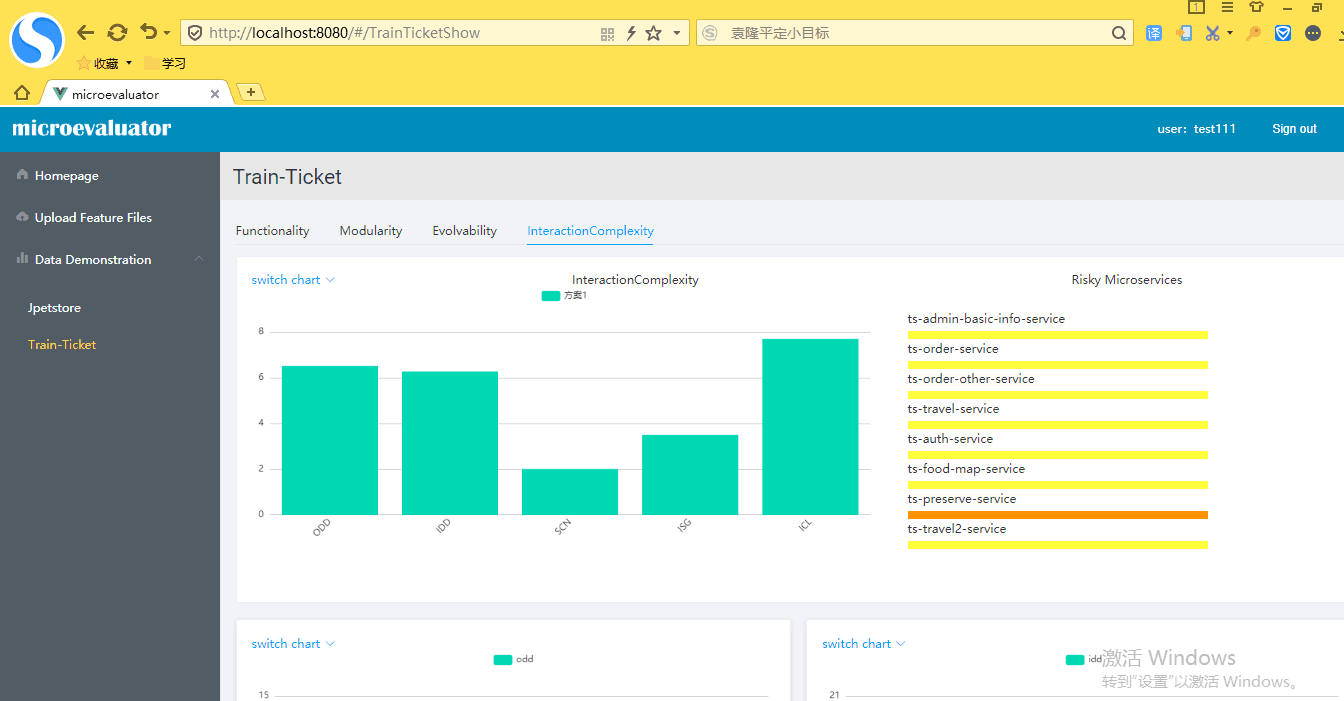 1
http://localhost:8080/#/TrainTicketShow
袁隆平定小目标
译
收藏
学习
microevaluator
microevaluator
user: test111
Sign out
Homepage
Upload Feature Files
Data Demonstration
Jpetstore
Train-Ticket
Train-Ticket
Functionality
Modularity
Evolvability
InteractionComplexity
switch chart
InteractionComplexity
方案1
8
6
4
2
0
ODD
IDD
SCN
ISG
ICL
Risky Microservices
ts-admin-basic-info-service
ts-order-service
ts-order-other-service
ts-travel-service
ts-auth-service
ts-food-map-service
ts-preserve-service
ts-travel2-service
switch chart
odd
15
switch chart
idd
21
激活 Windows
转到"设置"以激活 Windows。